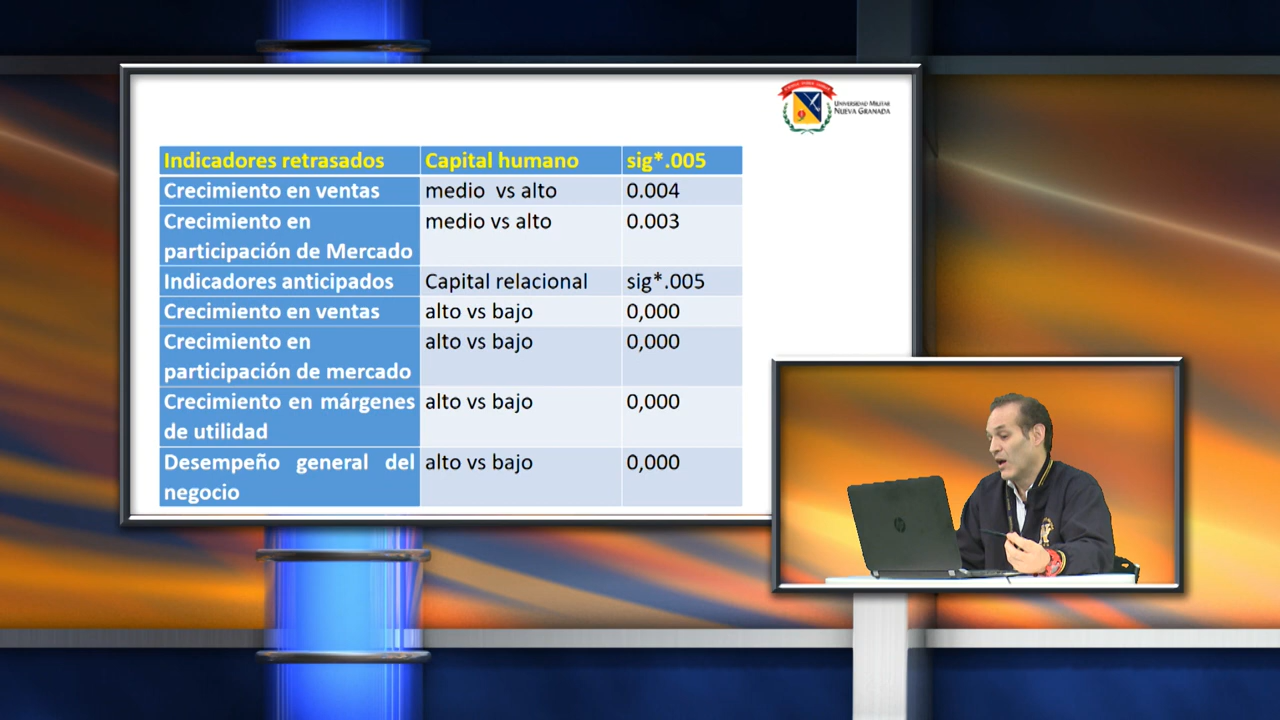 UNIVERSIDAD MILITAR
NUEVA GRANADA
Indicadores retrasados Capital humano sig*.005
Crecimiento en ventas medio vs alto 0.004
Crecimiento en medio vs alto 0.003
participación de Mercado
Indicadores anticipados Capital relacional sig*.005
Crecimiento en ventas alto vs bajo 0,000
Crecimiento en alto vs bajo 0,000
participación de mercado
Crecimiento en márgenes alto vs bajo 0,000
de utilidad
Desempeño general del alto vs bajo 0,000
negocio